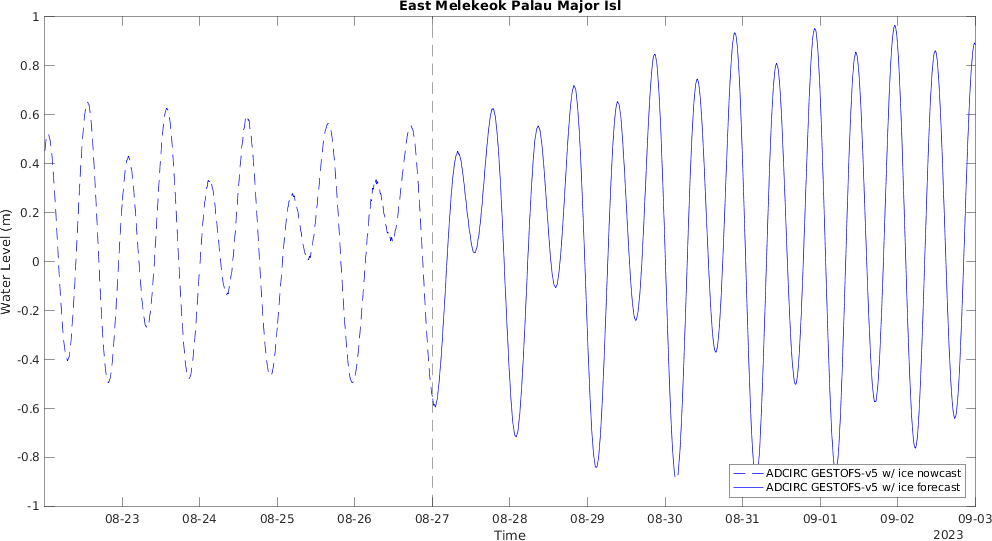 East Melekeok Palau Major Isl
1
0.8
0.6
0.4
0.2
0
-0.2
-0.4
-0.6
-0.8
-1
Water Level (m)
ADCIRC GESTOFS-v5 w/ ice nowcast
ADCIRC GESTOFS-v5 w/ ice forecast
08-23 08-24 08-25 08-26 08-27 08-28 08-29 08-30 08-31 09-01 09-02 09-03
Time
2023